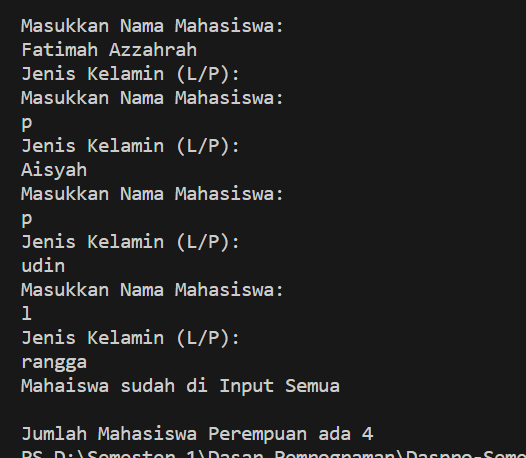 Masukkan Nama Mahasiswa:
Fatimah Azzahrah
Jenis Kelamin (L/P):
Masukkan Nama Mahasiswa:
p
Jenis Kelamin (L/P):
Aisyah
Masukkan Nama Mahasiswa:
p
Jenis Kelamin (L/P):
udin
Masukkan Nama Mahasiswa:
l
Jenis Kelamin (L/P):
rangga
Mahaiswa sudah di Input Semua
Jumlah Mahasiswa Perempuan ada 4
PS D:\Semester 1\Dasar Pemrograman\Daspro-Seme